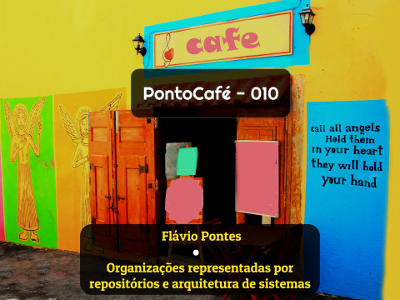 cafe
PontoCafé - 010
call all angels
Hold them
in your heart
they will hold
your hand
Flávio Pontes
Organizações representadas por
repositórios e arquitetura de sistemas